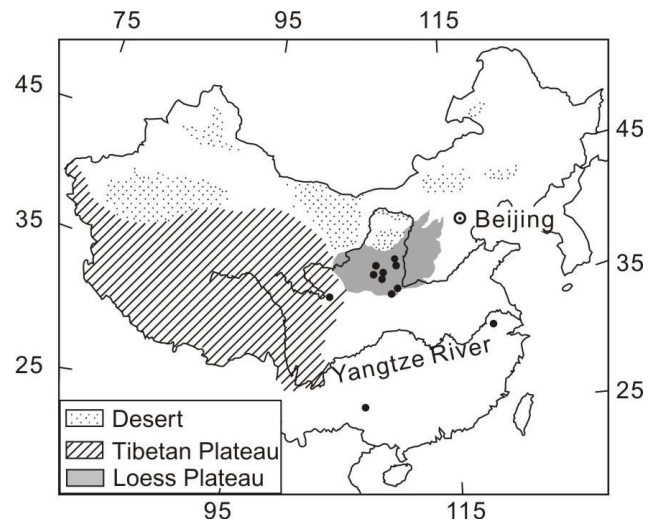 75 95 115
45
45
35
Beijing
35
Yangtze River
25
25
Desert
Tibetan Plateau
Loess Plateau
95 115